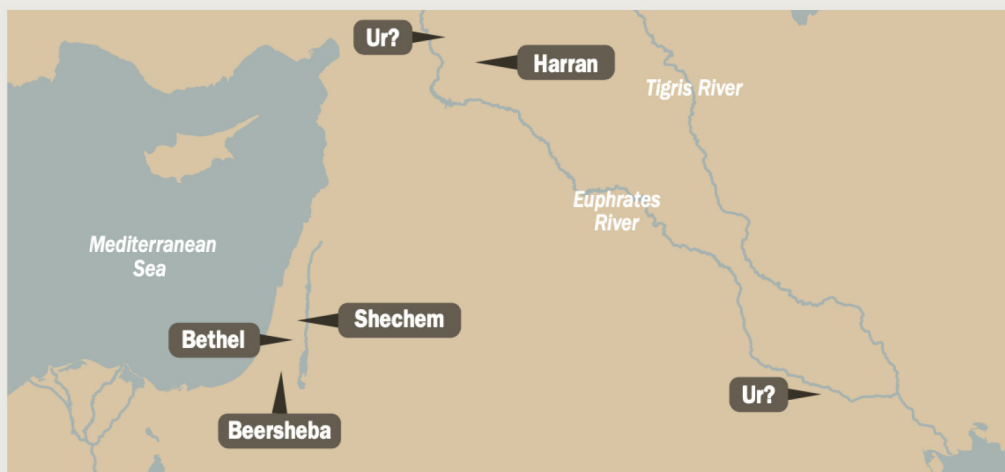 Ur?
Harran
Tigris River
Euphrates
River
Mediterranean
Sea
Shechem
Bethel
Ur?
Beersheba